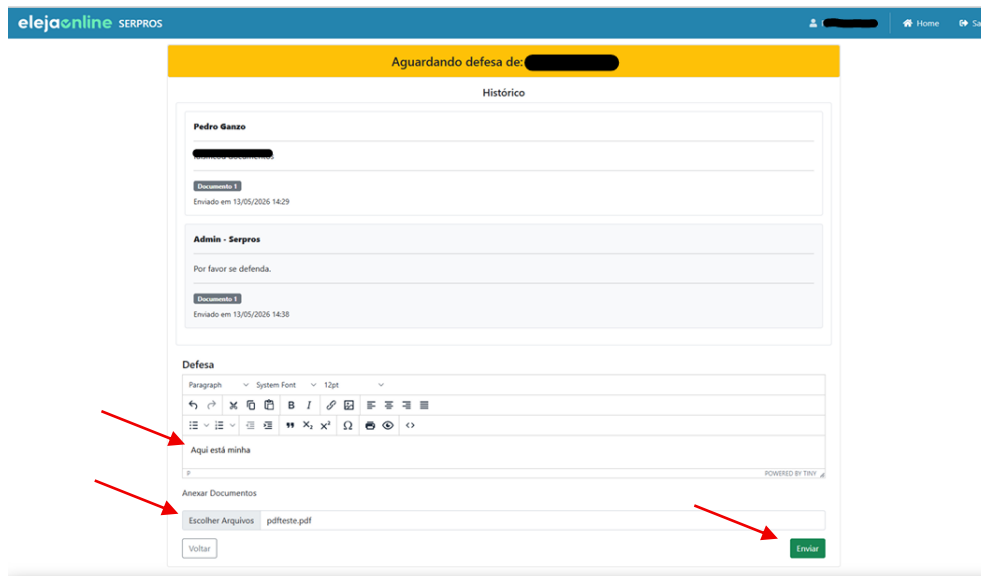 elejaonline SERPROS
Home
Aguardando defesa de:
Histórico
Pedro Ganzo
Documento 1
Enviado em 13/05/2026 14:29
Admin - Serpros
Por favor se defenda.
Documento 1
Enviado em 13/05/2026 14:38
Defesa
Paragraph System Font 12pt
B I
X₂ X² Ω <>
Aqui está minha
P POWERED BY TINY
Anexar Documentos
Escolher Arquivos pdfteste.pdf
Voltar Enviar